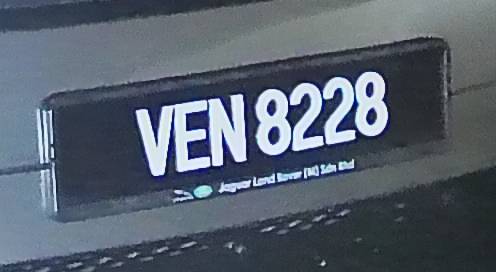 VEN 8228
Jaguar Land Rover (M) Sdn Bhd